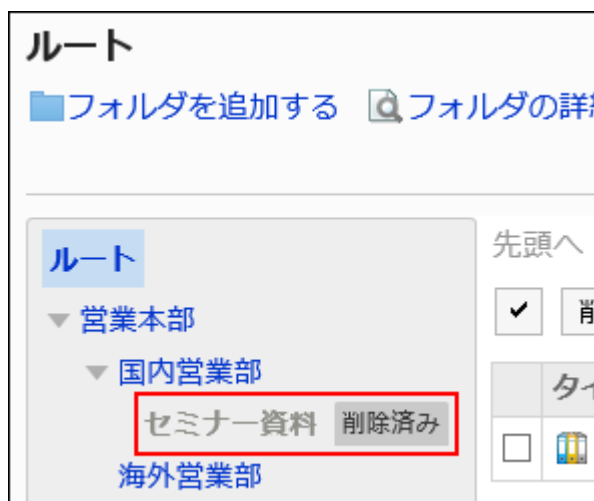 ルート
フォルダを追加する フォルダの詳
ルート
先頭へ
営業本部
国内営業部
セミナー資料 削除済み
海外営業部